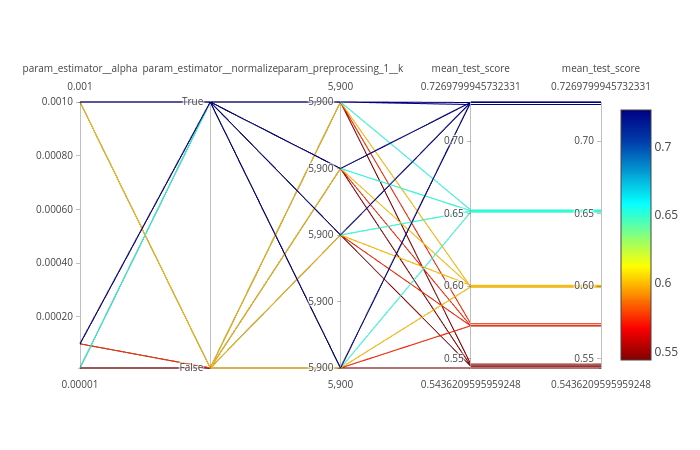 param_estimator__alpha param_estimator__normalize param_preprocessing_1__k mean_test_score mean_test_score
0.001 5,900 0.7269799945732331 0.7269799945732331
0.0010 True 5,900
0.7
0.00080 0.70 0.70
5,900
0.00060 0.65 0.65 0.65
5,900
0.00040
0.60 0.60 0.6
5,900
0.00020
0.55 0.55 0.55
False 5,900
0.00001 5,900 0.5436209595959248 0.5436209595959248